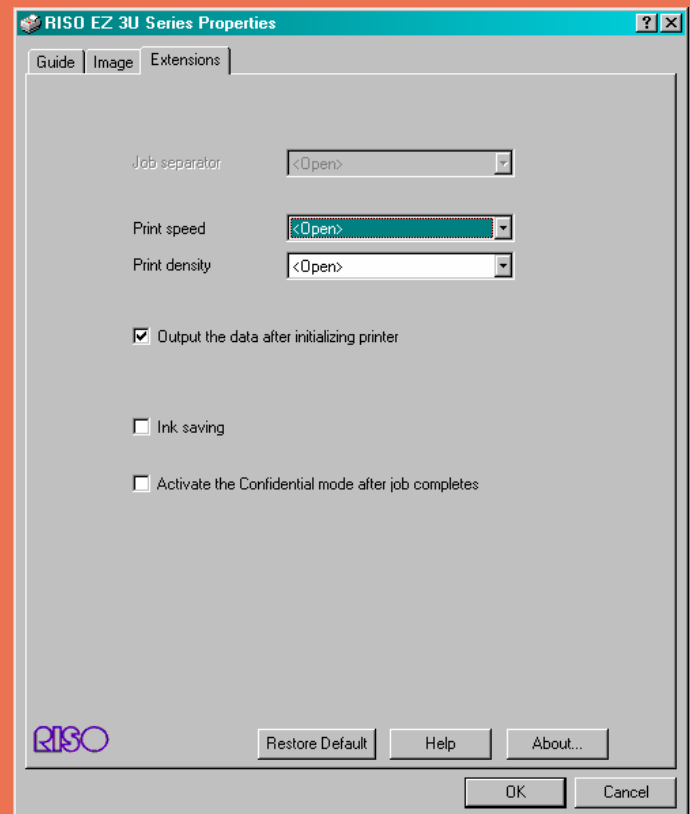 RISO EZ 3U Series Properties
Guide Image Extensions
Job separator <Open>
Print speed <Open>
Print density <Open>
Output the data after initializing printer
Ink saving
Activate the Confidential mode after job completes
RISO Restore Default Help About...
OK Cancel